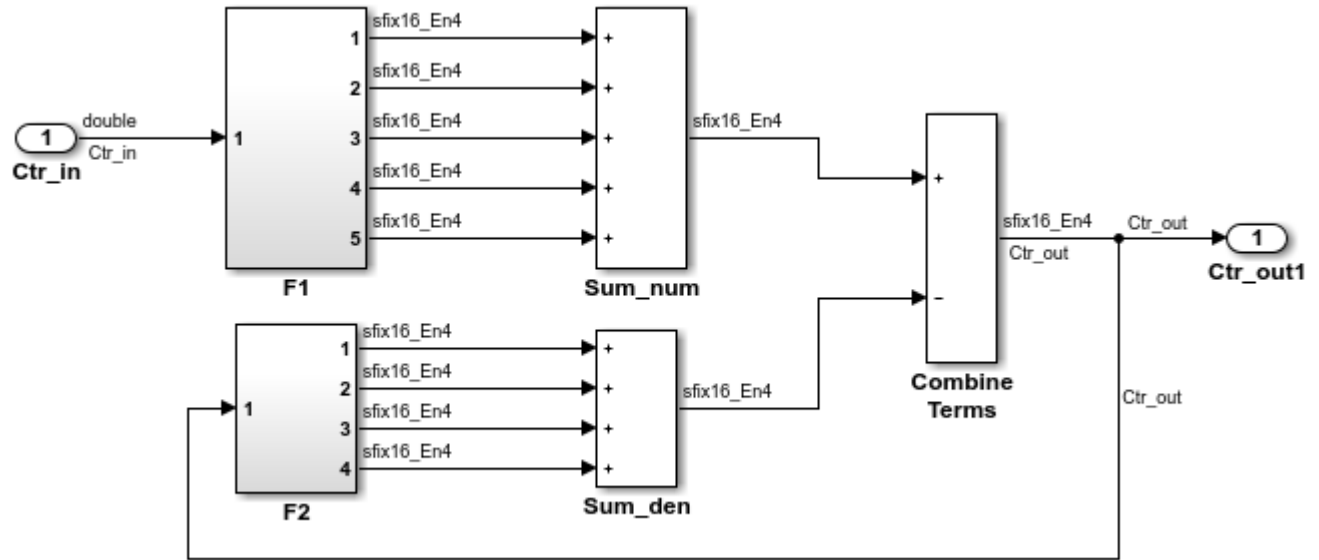 sfix16_En4
1
+
sfix16_En4
2
+
double
sfix16_En4
sfix16_En4
1
1
3
+
Ctr_in
Ctr_in
sfix16_En4
4
+
+
sfix16_En4
5
+
sfix16_En4
Ctr_out
1
Ctr_out
Ctr_out1
F1
Sum_num
-
sfix16_En4
1
+
sfix16_En4
2
+
Combine
Terms
sfix16_En4
1
sfix16_En4
3
+
Ctr_out
sfix16_En4
4
+
F2
Sum_den